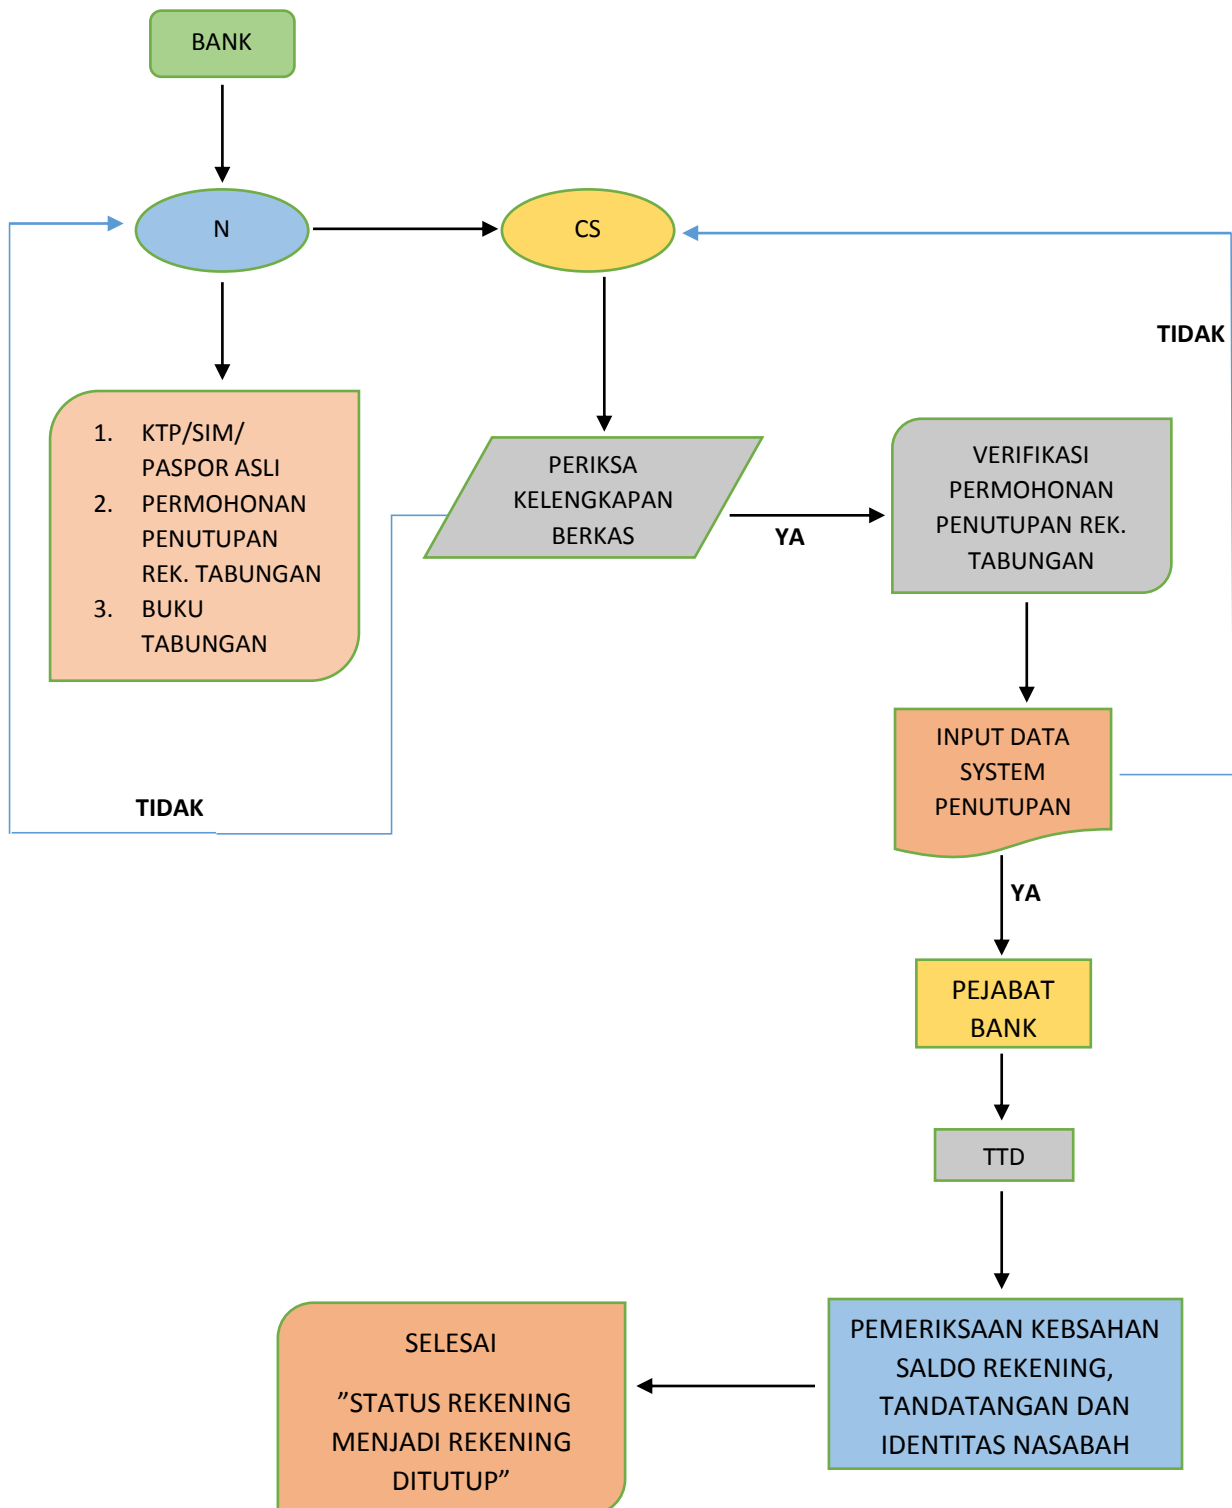 BANK
N
CS
TIDAK
1. KTP/SIM/
PASPOR ASLI
2. PERMOHONAN
PENUTUPAN
REK. TABUNGAN
3. BUKU
TABUNGAN
PERIKSA
KELENGKAPAN
BERKAS
YA
VERIFIKASI
PERMOHONAN
PENUTUPAN REK.
TABUNGAN
TIDAK
INPUT DATA
SYSTEM
PENUTUPAN
YA
PEJABAT
BANK
TTD
PEMERIKSAAN KEBSAHAN
SALDO REKENING,
TANDATANGAN DAN
IDENTITAS NASABAH
SELESAI
”STATUS REKENING
MENJADI REKENING
DITUTUP”